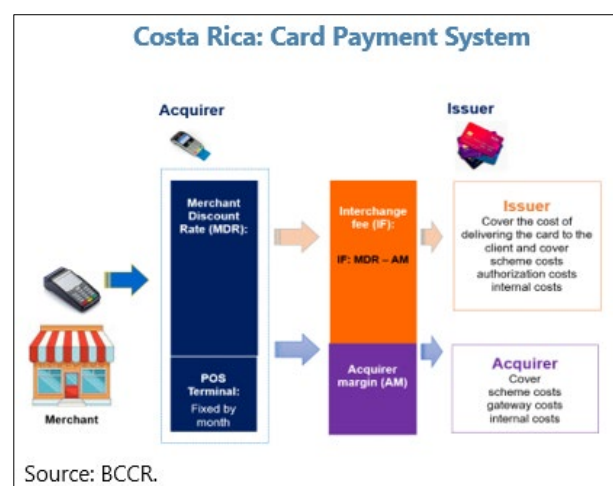 Costa Rica: Card Payment System
Acquirer
Issuer
Merchant
Discount
Rate (MDR):
POS
Terminal:
Fixed by
month
Interchange
fee (IF):
IF: MDR – AM
Acquirer
margin (AM)
Issuer
Cover the cost of
delivering the card to the
client and cover
scheme costs
authorization costs
internal costs
Acquirer
Cover
scheme costs
gateway costs
internal costs
Merchant
Source: BCCR.